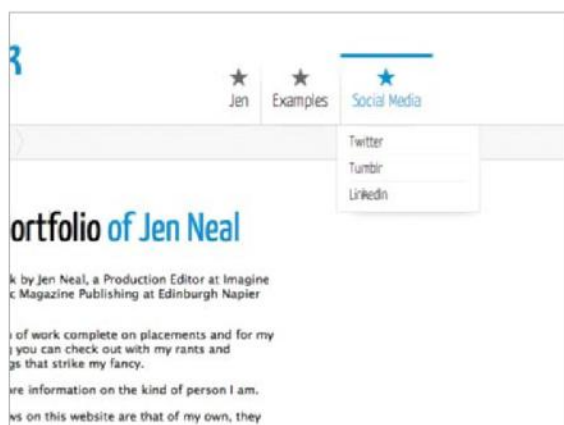 R
Jen Examples Social Media
Twitter
Tumblr
LinkedIn
ortfolio of Jen Neal
k by Jen Neal, a Production Editor at Imagine
c Magazine Publishing at Edinburgh Napier
of work complete on placements and for my
you can check out with my rants and
gs that strike my fancy.
re information on the kind of person I am.
ws on this website are that of my own, they